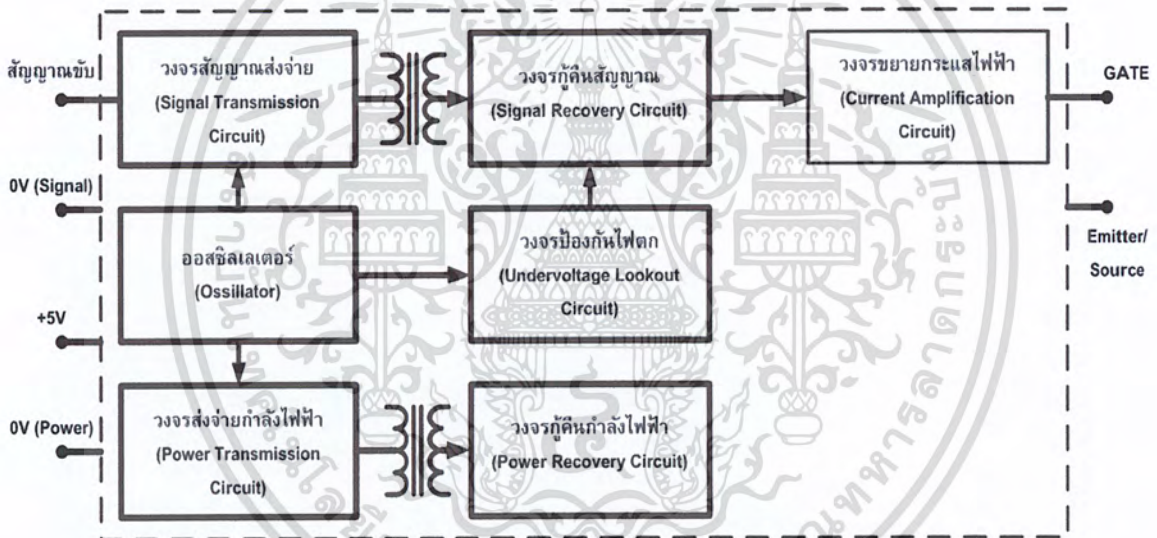 สัญญาณขับ
0V (Signal)
+5V
0V (Power)
วงจรสัญญาณส่งจ่าย
(Signal Transmission
Circuit)
วงจรกู้คืนสัญญาณ
(Signal Recovery Circuit)
วงจรขยายกระแสไฟฟ้า
(Current Amplification
Circuit)
GATE
Emitter/
Source
ออสซิลเลเตอร์
(Ossillator)
วงจรป้องกันไฟตก
(Undervoltage Lookout
Circuit)
วงจรส่งจ่ายกำลังไฟฟ้า
(Power Transmission
Circuit)
วงจรกู้คืนกำลังไฟฟ้า
(Power Recovery Circuit)